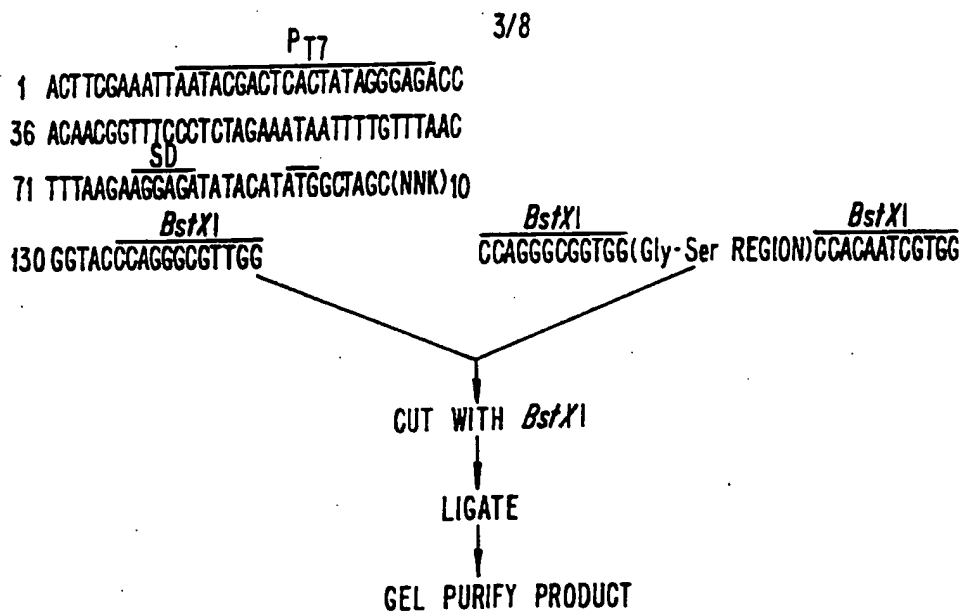 3/8
PT7
1 ACTTCGAAATTAATACGACTCACTATAGGGAGACC
36 ACAACGGTTTCCCTCTAGAAATAATTTTGTTTAAC
SD
71 TTTAAGAAGGAGATATACATATGGCTAGC(NNK)10
BstXI
130 GGTACCCAGGGCGTTGG
BstXI BstXI
CCAGGGCGGTGG(Gly-Ser REGION)CCACAATCGTGG
CUT WITH BstXI
LIGATE
GEL PURIFY PRODUCT